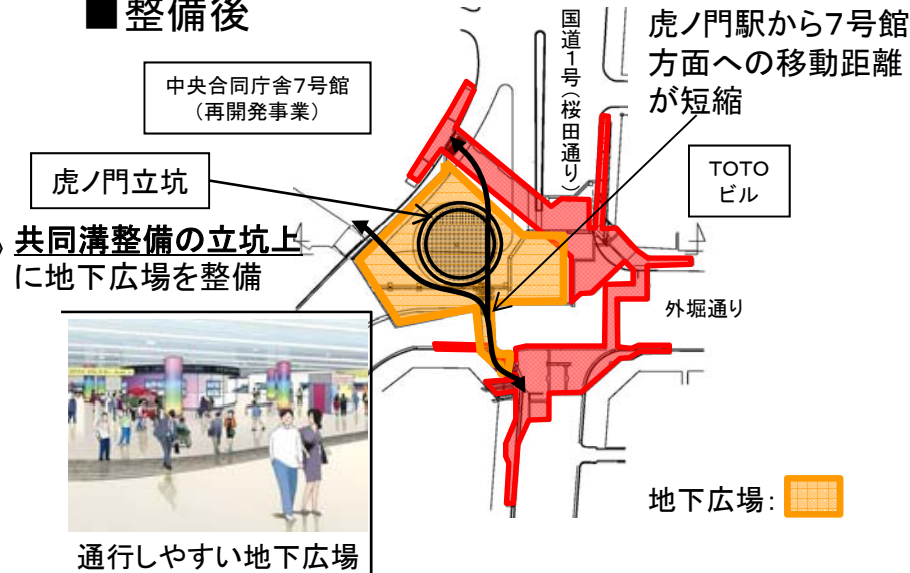 ■整備後
中央合同庁舎7号館
(再開発事業)
虎ノ門立坑
共同溝整備の立坑上
に地下広場を整備
国道1号(桜田通り)
虎ノ門駅から7号館
方面への移動距離
が短縮
TOTO
ビル
外堀通り
地下広場:
通行しやすい地下広場